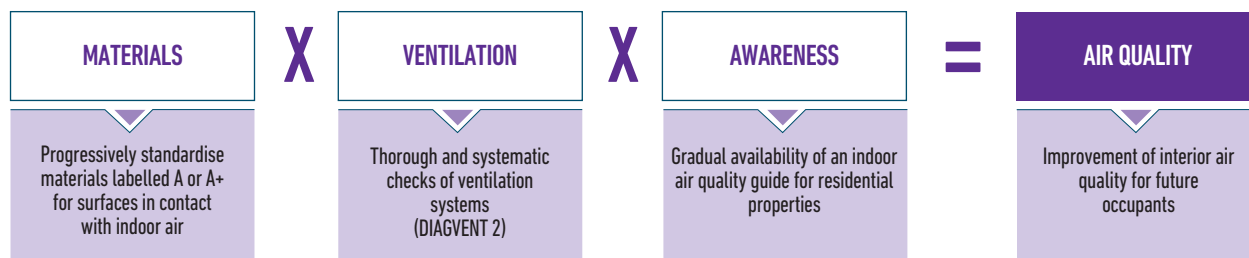 MATERIALS X VENTILATION X AWARENESS = AIR QUALITY
Progressively standardise
materials labelled A or A+
for surfaces in contact
with indoor air
Thorough and systematic
checks of ventilation
systems
(DIAGVENT 2)
Gradual availability of an indoor
air quality guide for residential
properties
Improvement of interior air
quality for future
occupants